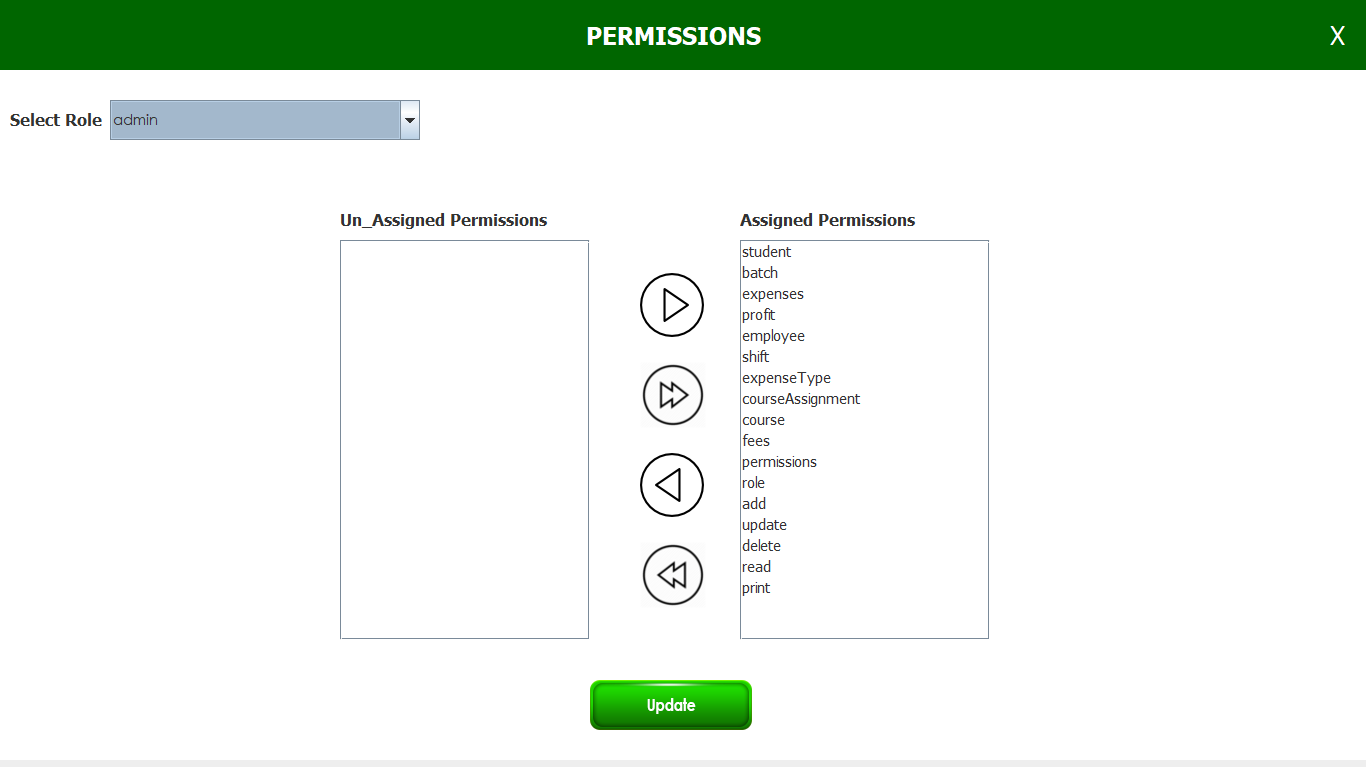 PERMISSIONS
X
Select Role
admin
Un_Assigned Permissions
Assigned Permissions
student
batch
expenses
profit
employee
shift
expenseType
courseAssignment
course
fees
permissions
role
add
update
delete
read
print
Update